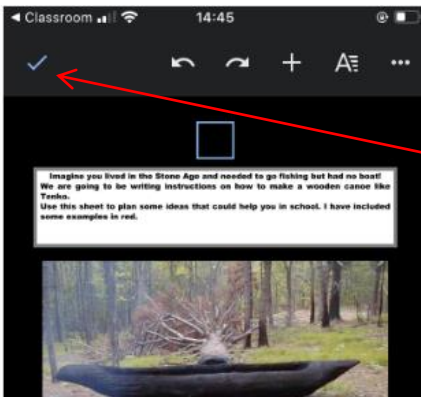 ◀ Classroom 14:45
Imagine you lived in the Stone Age and needed to go fishing but had no boat!
We are going to be writing instructions on how to make a wooden canoe like
Tenko.
Use this sheet to plan some ideas that could help you in school. I have included
some examples in red.